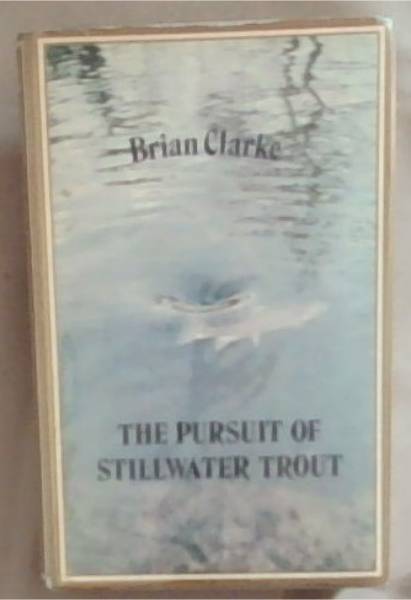 Brian Clarke
THE PURSUIT OF
STILLWATER TROUT